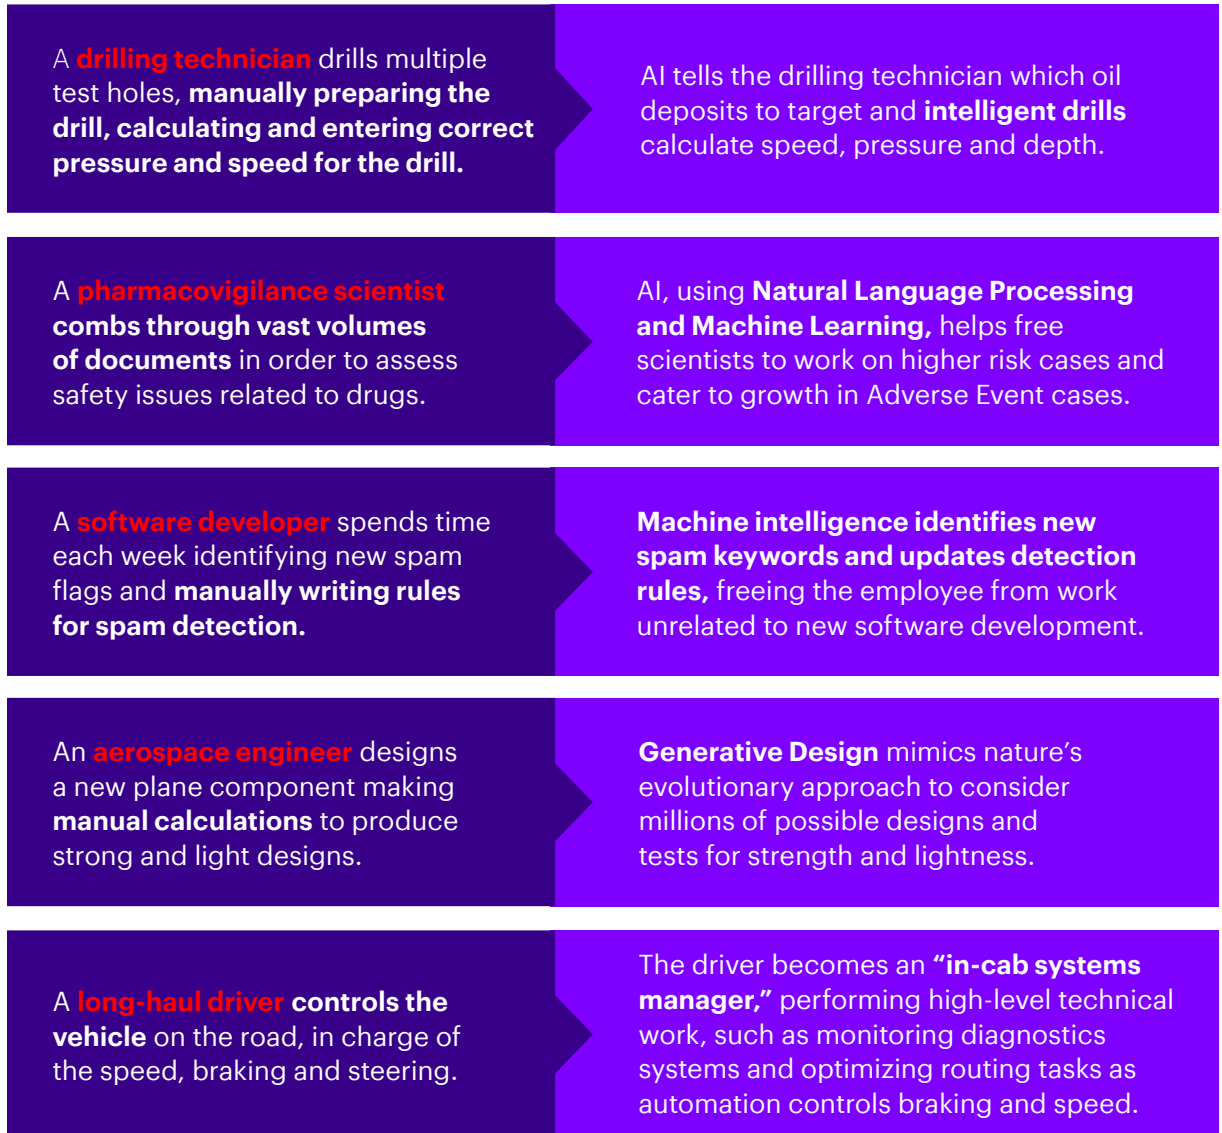 A drilling technician drills multiple
test holes, manually preparing the
drill, calculating and entering correct
pressure and speed for the drill.
AI tells the drilling technician which oil
deposits to target and intelligent drills
calculate speed, pressure and depth.
A pharmacovigilance scientist
combs through vast volumes
of documents in order to assess
safety issues related to drugs.
AI, using Natural Language Processing
and Machine Learning, helps free
scientists to work on higher risk cases and
cater to growth in Adverse Event cases.
A software developer spends time
each week identifying new spam
flags and manually writing rules
for spam detection.
Machine intelligence identifies new
spam keywords and updates detection
rules, freeing the employee from work
unrelated to new software development.
An aerospace engineer designs
a new plane component making
manual calculations to produce
strong and light designs.
Generative Design mimics nature’s
evolutionary approach to consider
millions of possible designs and
tests for strength and lightness.
A long-haul driver controls the
vehicle on the road, in charge of
the speed, braking and steering.
The driver becomes an “in-cab systems
manager,” performing high-level technical
work, such as monitoring diagnostics
systems and optimizing routing tasks as
automation controls braking and speed.